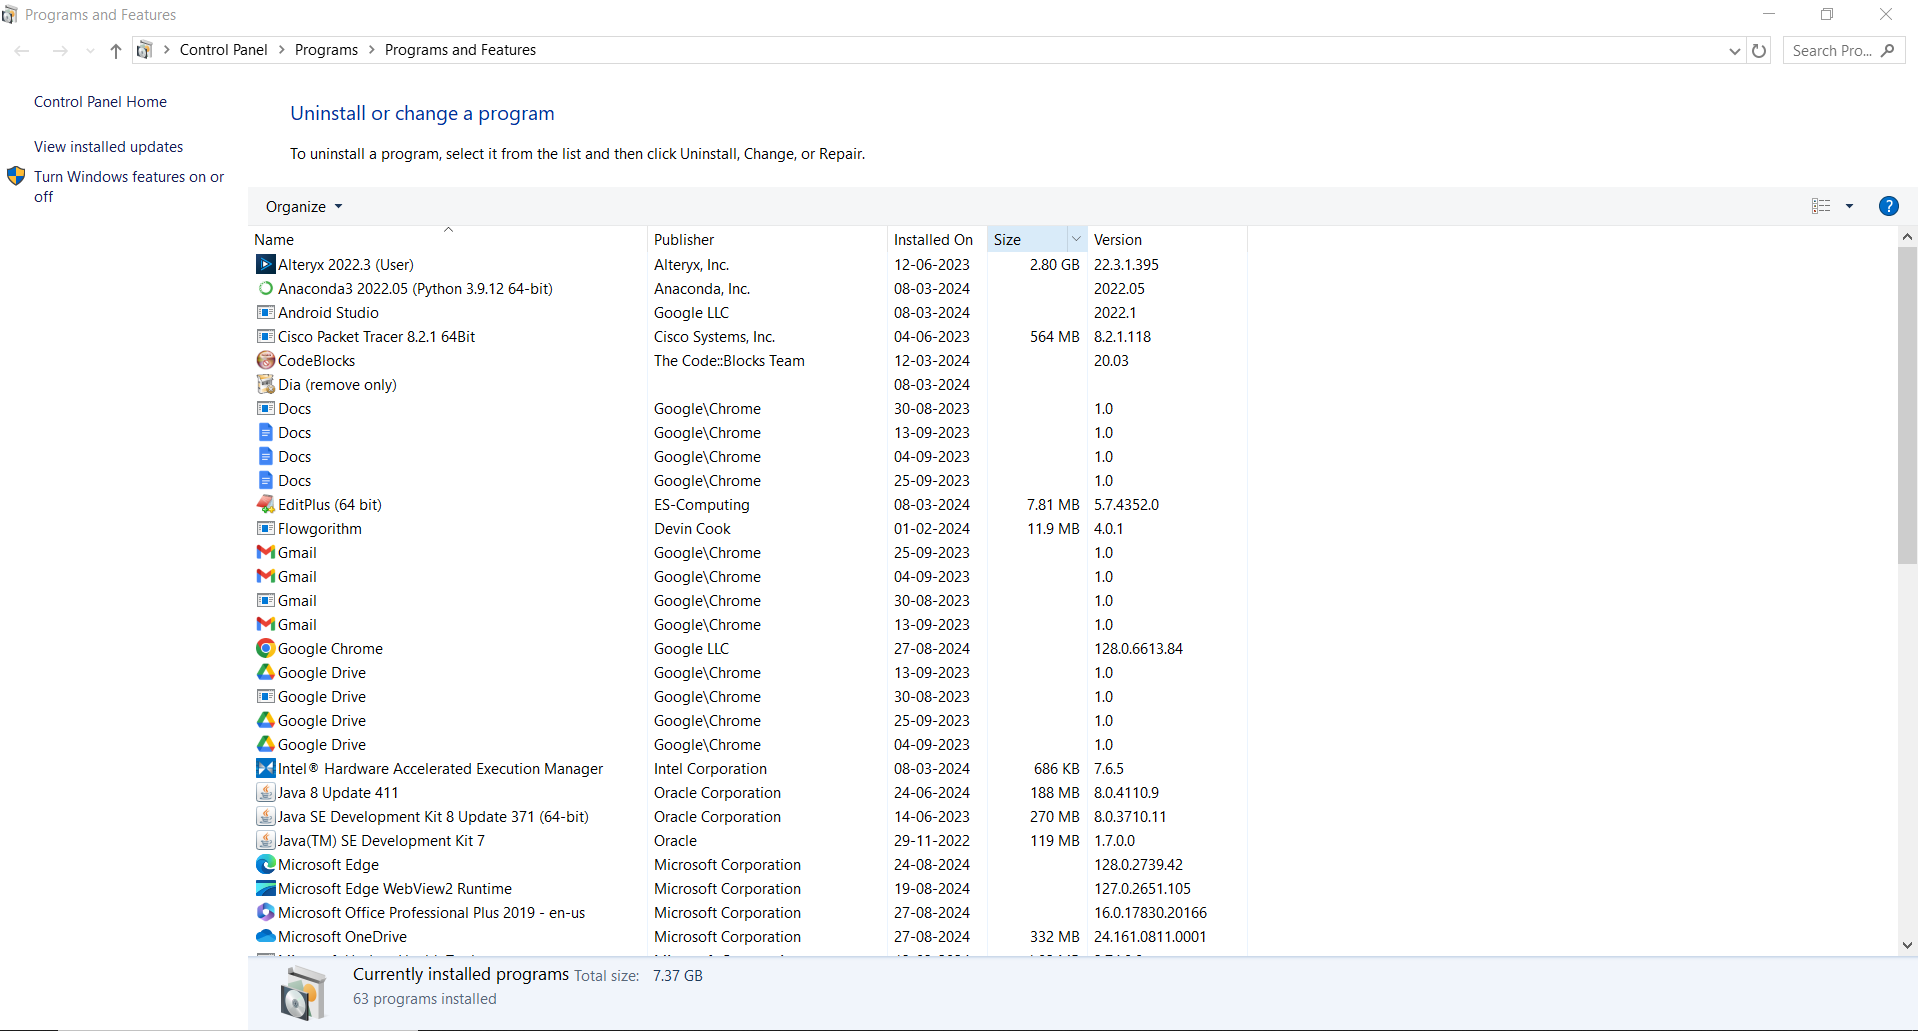 Programs and Features
Control Panel > Programs > Programs and Features
Search Pro...
Control Panel Home
View installed updates
Turn Windows features on or
off
Uninstall or change a program
To uninstall a program, select it from the list and then click Uninstall, Change, or Repair.
Organize
Name Publisher Installed On Size Version
Alteryx 2022.3 (User) Alteryx, Inc. 12-06-2023 2.80 GB 22.3.1.395
Anaconda3 2022.05 (Python 3.9.12 64-bit) Anaconda, Inc. 08-03-2024 2022.05
Android Studio Google LLC 08-03-2024 2022.1
Cisco Packet Tracer 8.2.1 64Bit Cisco Systems, Inc. 04-06-2023 564 MB 8.2.1.118
CodeBlocks The Code::Blocks Team 12-03-2024 20.03
Dia (remove only) 08-03-2024
Docs Google\Chrome 30-08-2023 1.0
Docs Google\Chrome 13-09-2023 1.0
Docs Google\Chrome 04-09-2023 1.0
Docs Google\Chrome 25-09-2023 1.0
EditPlus (64 bit) ES-Computing 08-03-2024 7.81 MB 5.7.4352.0
Flowgorithm Devin Cook 01-02-2024 11.9 MB 4.0.1
Gmail Google\Chrome 25-09-2023 1.0
Gmail Google\Chrome 04-09-2023 1.0
Gmail Google\Chrome 30-08-2023 1.0
Gmail Google\Chrome 13-09-2023 1.0
Google Chrome Google LLC 27-08-2024 128.0.6613.84
Google Drive Google\Chrome 13-09-2023 1.0
Google Drive Google\Chrome 30-08-2023 1.0
Google Drive Google\Chrome 25-09-2023 1.0
Google Drive Google\Chrome 04-09-2023 1.0
Intel® Hardware Accelerated Execution Manager Intel Corporation 08-03-2024 686 KB 7.6.5
Java 8 Update 411 Oracle Corporation 24-06-2024 188 MB 8.0.4110.9
Java SE Development Kit 8 Update 371 (64-bit) Oracle Corporation 14-06-2023 270 MB 8.0.3710.11
Java(TM) SE Development Kit 7 Oracle 29-11-2022 119 MB 1.7.0.0
Microsoft Edge Microsoft Corporation 24-08-2024 128.0.2739.42
Microsoft Edge WebView2 Runtime Microsoft Corporation 19-08-2024 127.0.2651.105
Microsoft Office Professional Plus 2019 - en-us Microsoft Corporation 27-08-2024 16.0.17830.20166
Microsoft OneDrive Microsoft Corporation 27-08-2024 332 MB 24.161.0811.0001
Currently installed programs Total size: 7.37 GB
63 programs installed